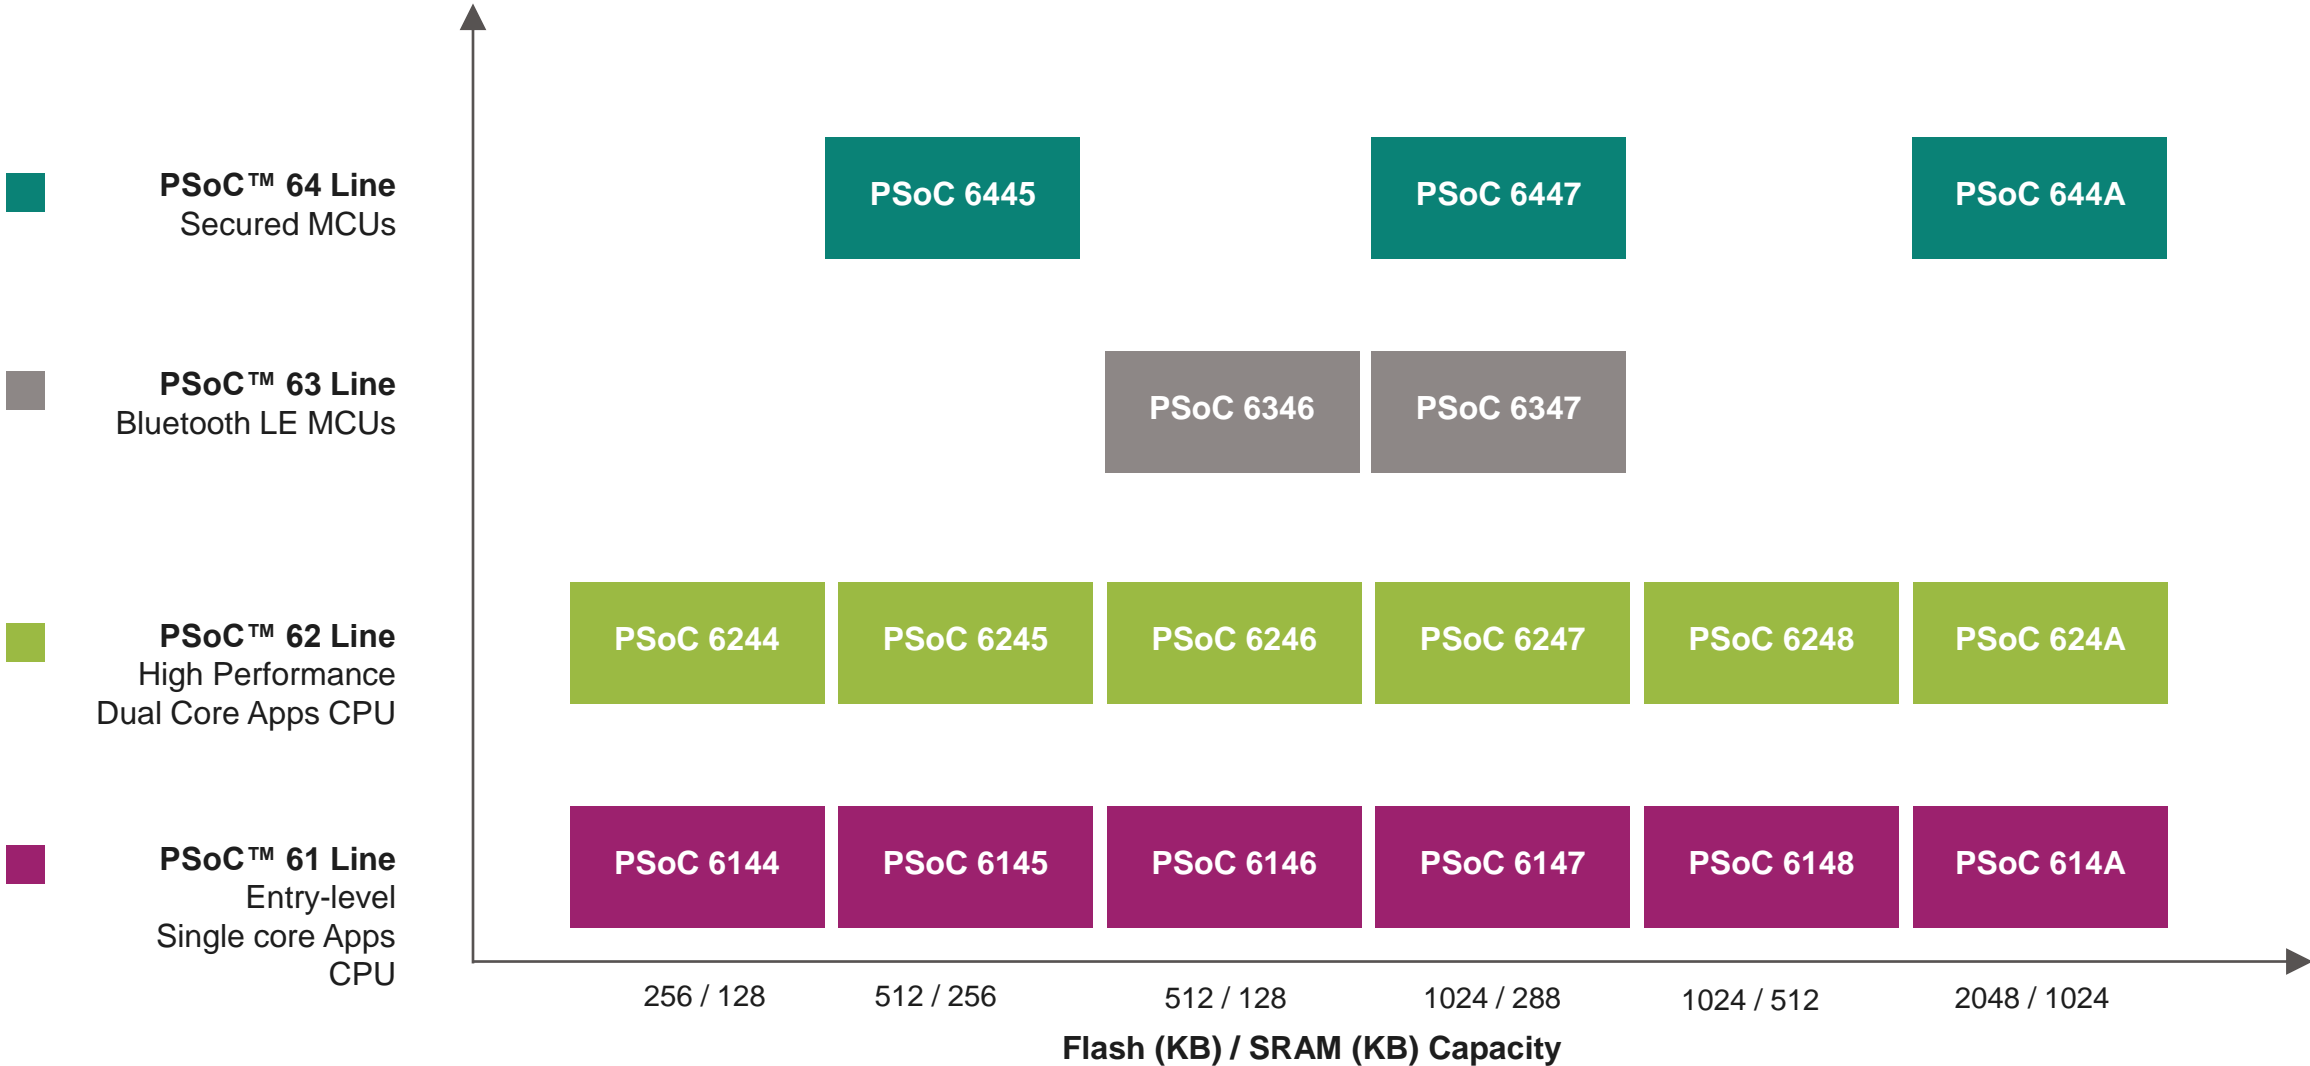 PSoC™ 64 Line
Secured MCUs
PSoC 6445
PSoC 6447
PSoC 644A
PSoC™ 63 Line
Bluetooth LE MCUs
PSoC 6346
PSoC 6347
PSoC™ 62 Line
High Performance
Dual Core Apps CPU
PSoC 6244
PSoC 6245
PSoC 6246
PSoC 6247
PSoC 6248
PSoC 624A
PSoC™ 61 Line
Entry-level
Single core Apps
CPU
PSoC 6144
PSoC 6145
PSoC 6146
PSoC 6147
PSoC 6148
PSoC 614A
256 / 128
512 / 256
512 / 128
1024 / 288
1024 / 512
2048 / 1024
Flash (KB) / SRAM (KB) Capacity